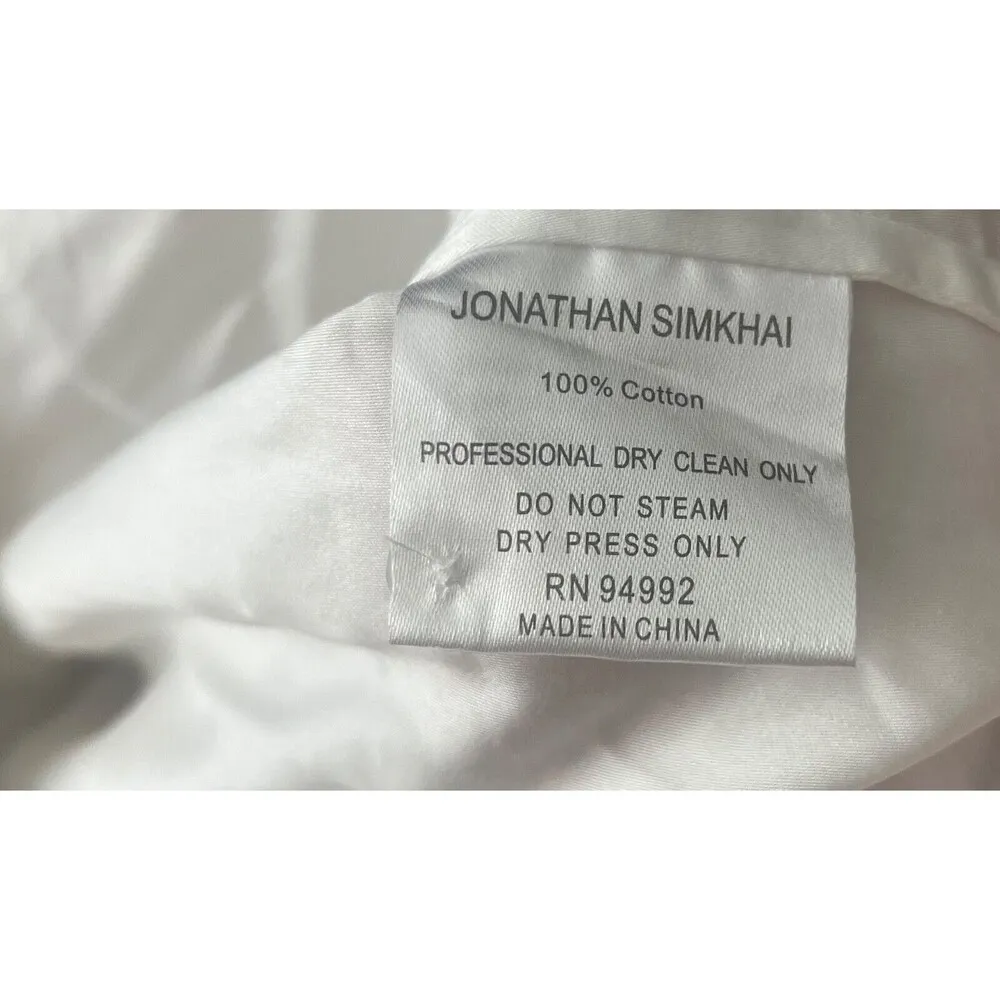 JONATHAN SIMKHAI
100% Cotton
PROFESSIONAL DRY CLEAN ONLY
DO NOT STEAM
DRY PRESS ONLY
RN 94992
MADE IN CHINA